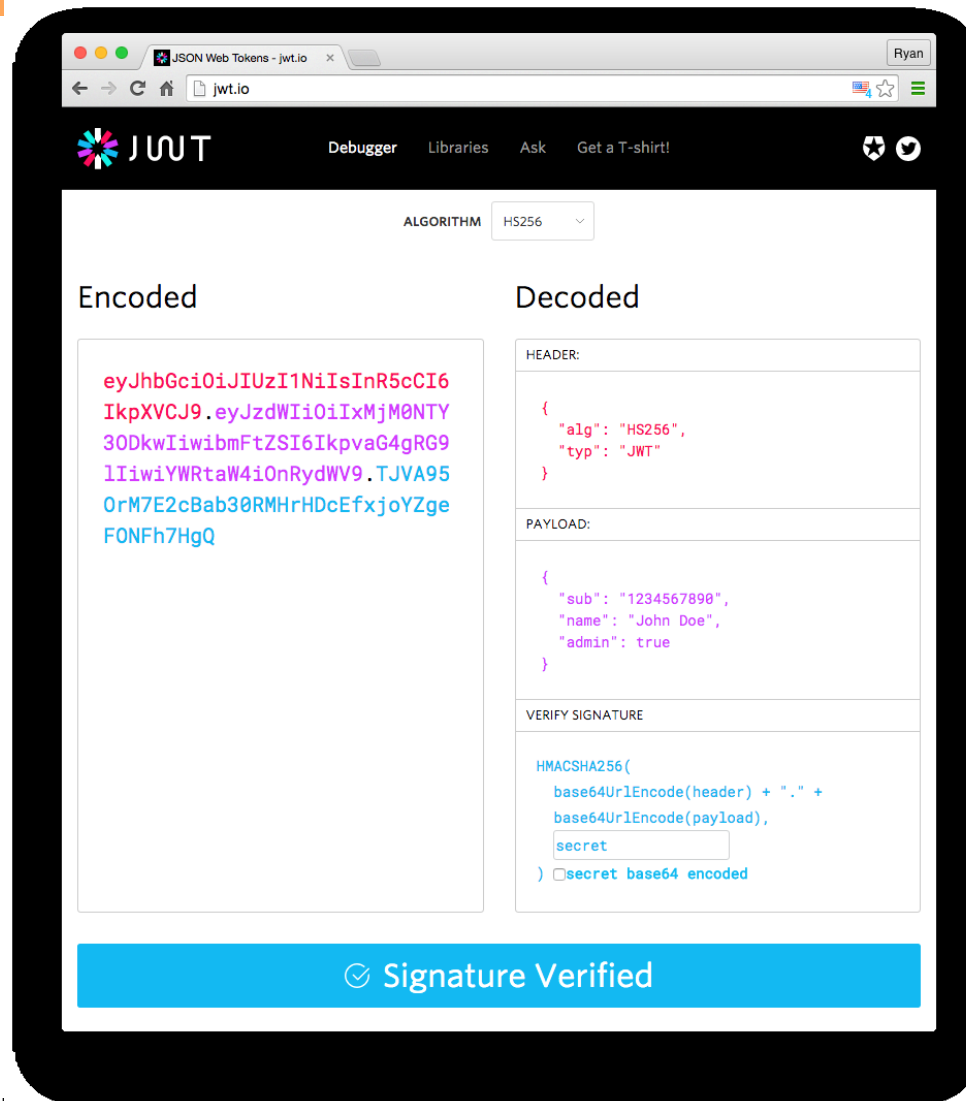 JSON Web Tokens - jwt.io
Ryan
jwt.io
4
JWT
Debugger Libraries Ask Get a T-shirt!
ALGORITHM HS256
Encoded
eyJhbGciOiJIUzI1NiIsInR5cCI6
IkpXVCJ9.eyJzdWIiOiIxMjM0NTY
3ODkwIiwibmFtZSI6IkpvaG4gRG9
lIiwiYWRtaW4iOnRydWV9.TJVA95
OrM7E2cBab30RMHrHDcEfxjoYZge
FONFh7HgQ
Decoded
HEADER:
{
"alg": "HS256",
"typ": "JWT"
}
PAYLOAD:
{
"sub": "1234567890",
"name": "John Doe",
"admin": true
}
VERIFY SIGNATURE
HMACSHA256(
base64UrlEncode(header) + "." +
base64UrlEncode(payload),
secret
) secret base64 encoded
Signature Verified